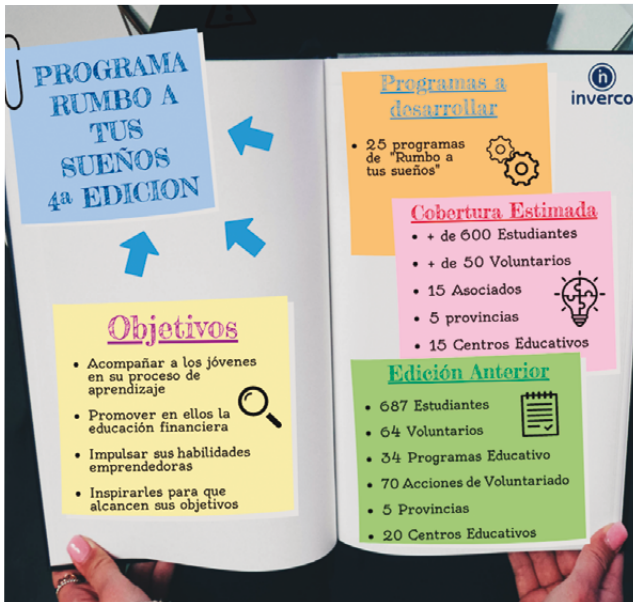 PROGRAMA
RUMBO A
TUS
SUEÑOS
4ª EDICION
Objetivos
• Acompañar a los jóvenes
en su proceso de
aprendizaje
• Promover en ellos la
educación financiera
• Impulsar sus habilidades
emprendedoras
• Inspirarles para que
alcancen sus objetivos
inverco
Programas a
desarrollar
• 25 programas
de "Rumbo a
tus sueños"
Cobertura Estimada
• + de 600 Estudiantes
• + de 50 Voluntarios
• 15 Asociados
• 5 provincias
• 15 Centros Educativos
Edición Anterior
• 687 Estudiantes
• 64 Voluntarios
• 34 Programas Educativo
• 70 Acciones de Voluntariado
• 5 Provincias
• 20 Centros Educativos